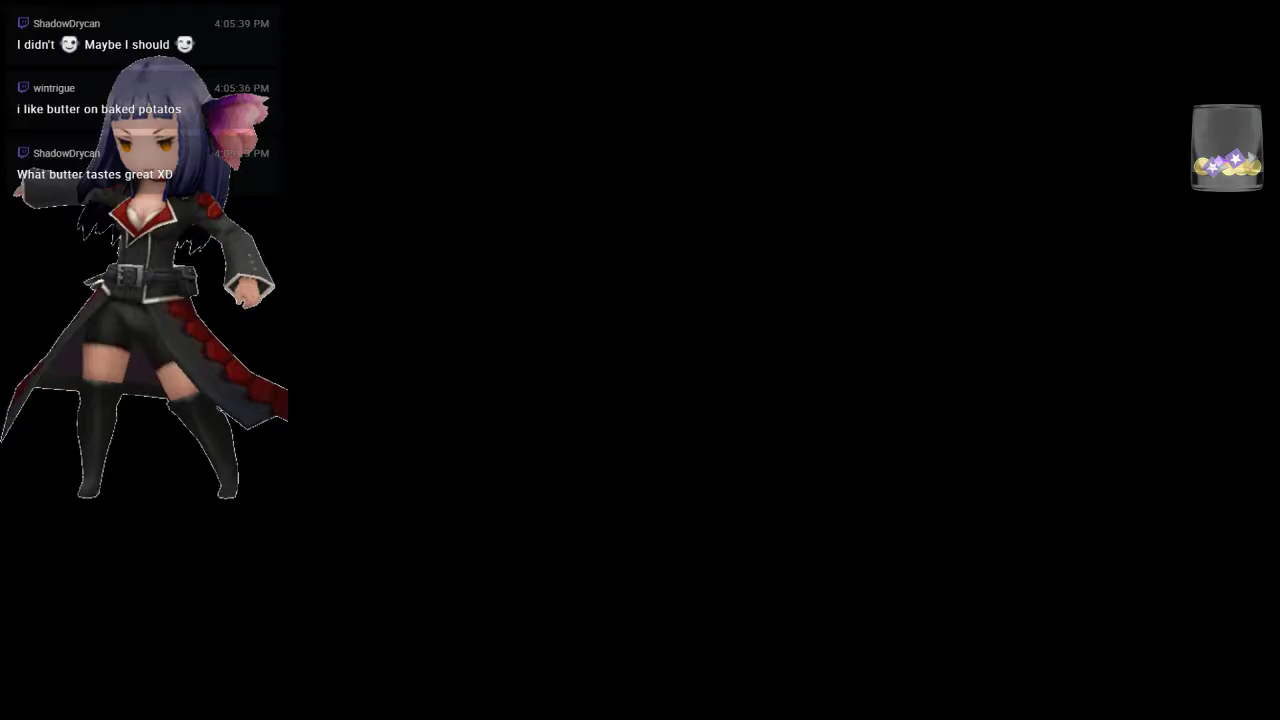 ShadowDrycan 4:05:39 PM
I didn't Maybe I should
wintrigue 4:05:36 PM
i like butter on baked potatos
ShadowDrycan PM
What butter tastes great XD